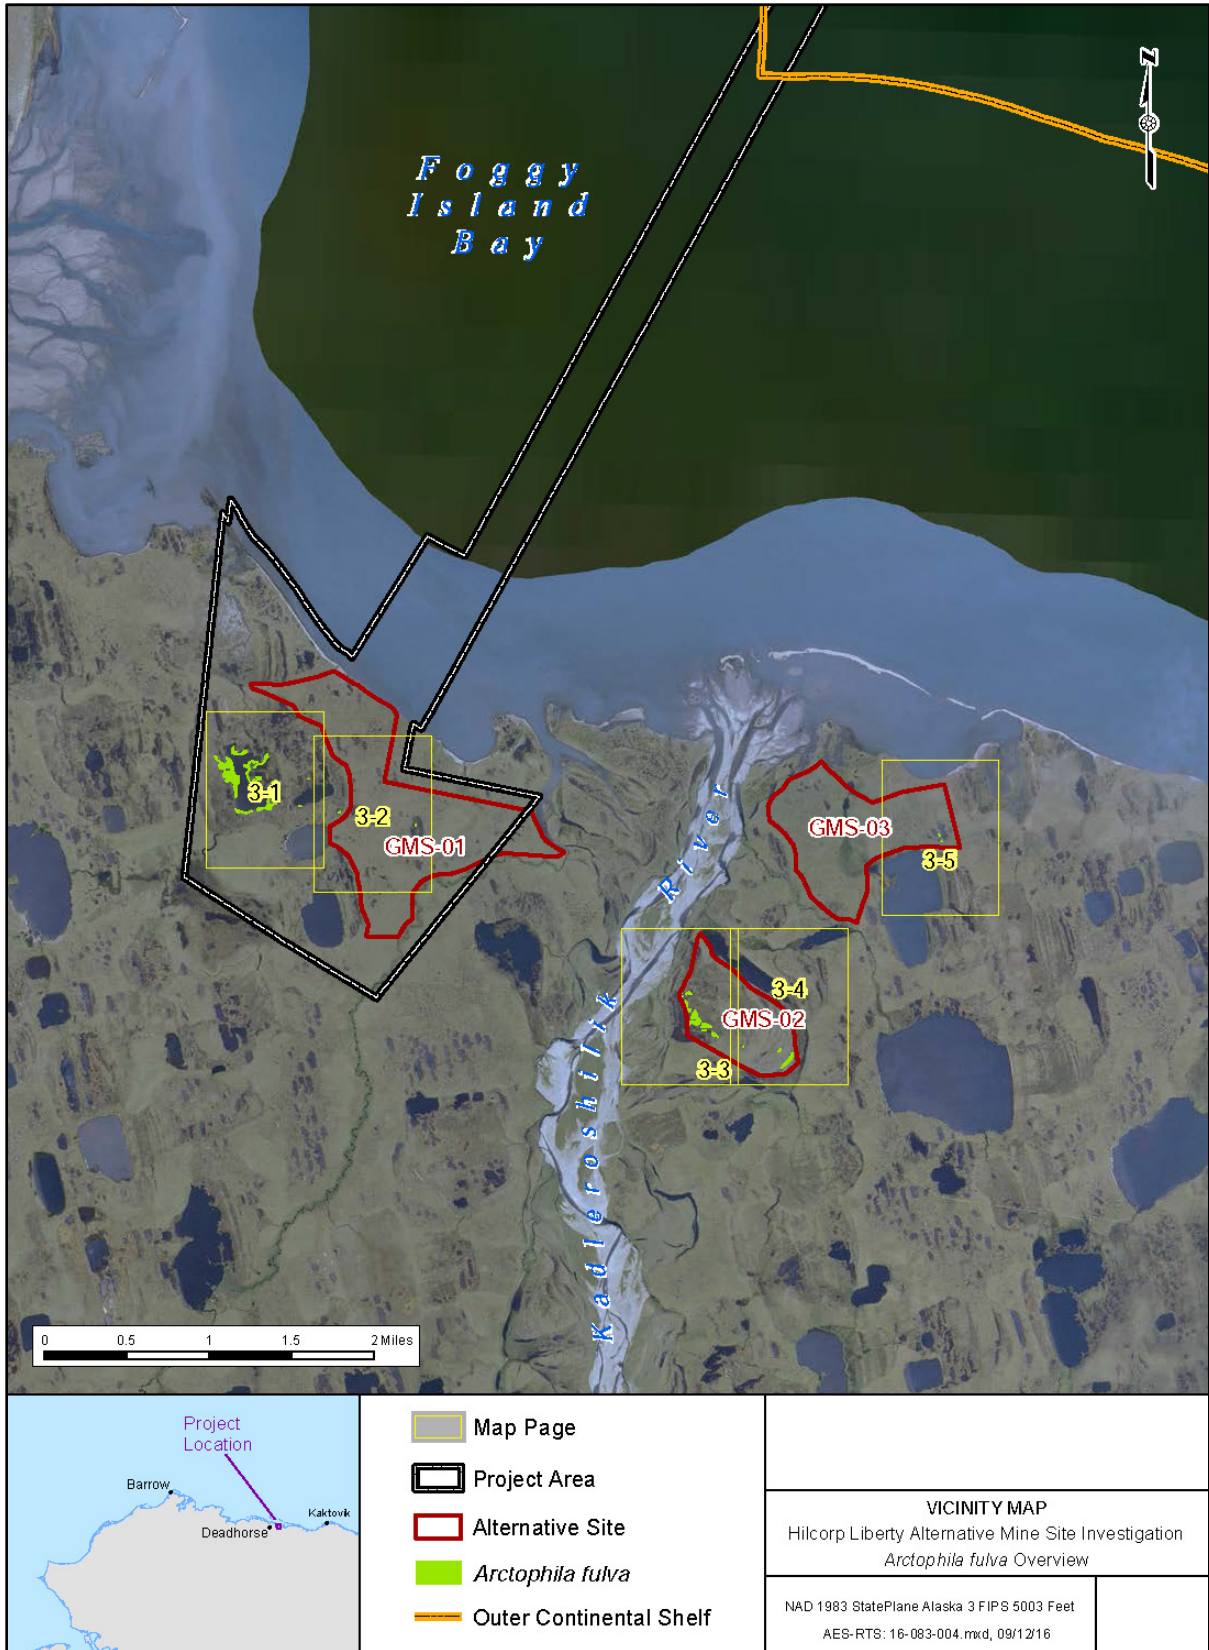 N
Foggy
Island
Bay
3-1
3-2
GMS-01
GMS-03
3-5
3-4
GMS-02
3-3
Kadleroshilik River
0 0.5 1 1.5 2 Miles
Project
Location
Barrow
Deadhorse
Kaktovik
Map Page
Project Area
Alternative Site
Arctophila fulva
Outer Continental Shelf
VICINITY MAP
Hilcorp Liberty Alternative Mine Site Investigation
Arctophila fulva Overview
NAD 1983 StatePlane Alaska 3 FIPS 5003 Feet
AES-RTS: 16-083-004.mxd, 09/12/16